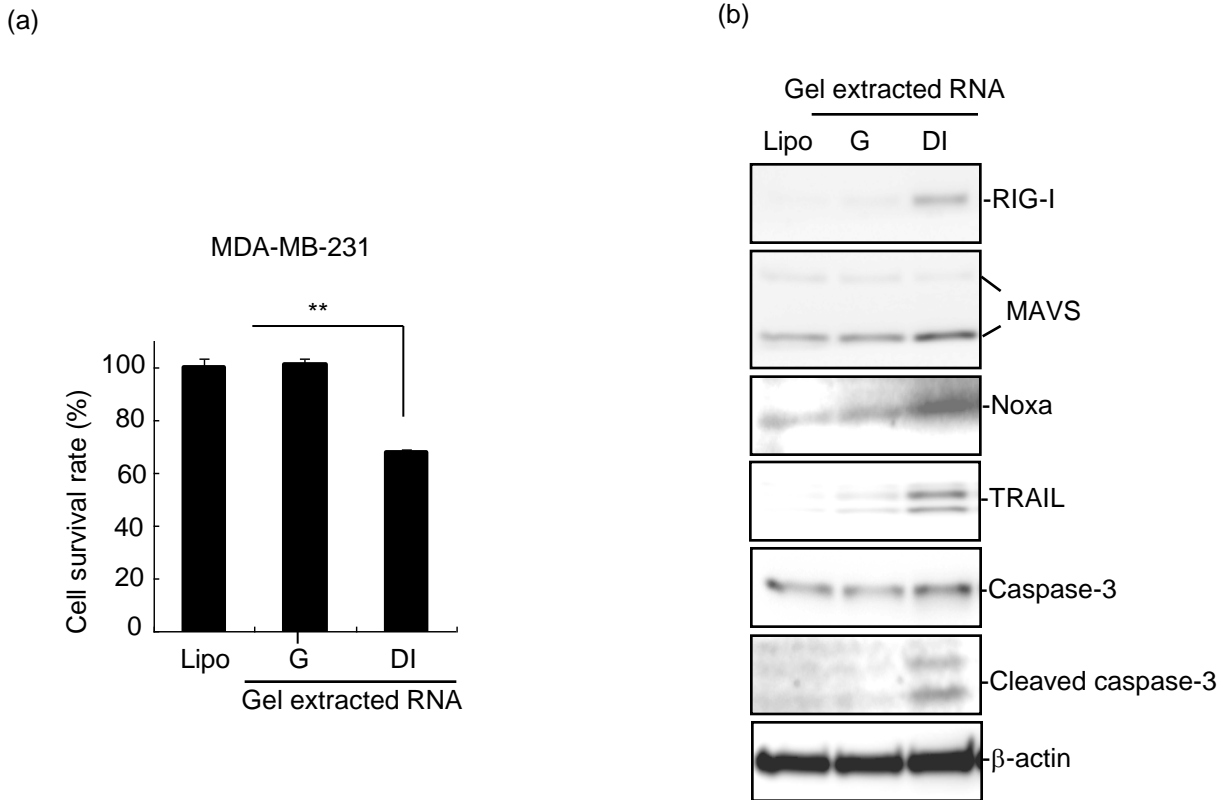 (a)
MDA-MB-231
**
Cell survival rate (%)
100
80
60
40
20
0
Lipo G DI
Gel extracted RNA
(b)
Gel extracted RNA
Lipo G DI
-RIG-I
MAVS
-Noxa
-TRAIL
-Caspase-3
-Cleaved caspase-3
-β-actin